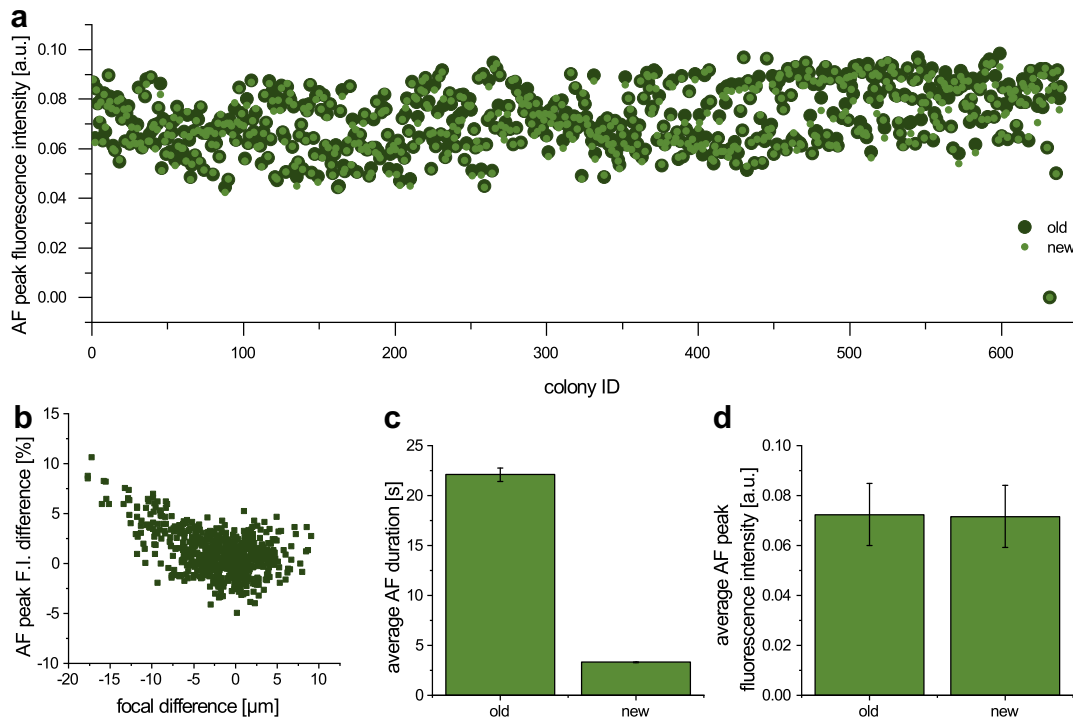 a
AF peak fluorescence intensity [a.u.]
0.10
0.08
0.06
0.04
0.02
0.00
0
100
200
300
400
500
600
colony ID
old
new
b
AF peak F.I. difference [%]
15
10
5
0
-5
-10
-20
-15
-10
-5
0
5
10
focal difference [µm]
c
average AF duration [s]
25
20
15
10
5
0
old
new
d
average AF peak
fluorescence intensity [a.u.]
0.10
0.08
0.06
0.04
0.02
0.00
old
new